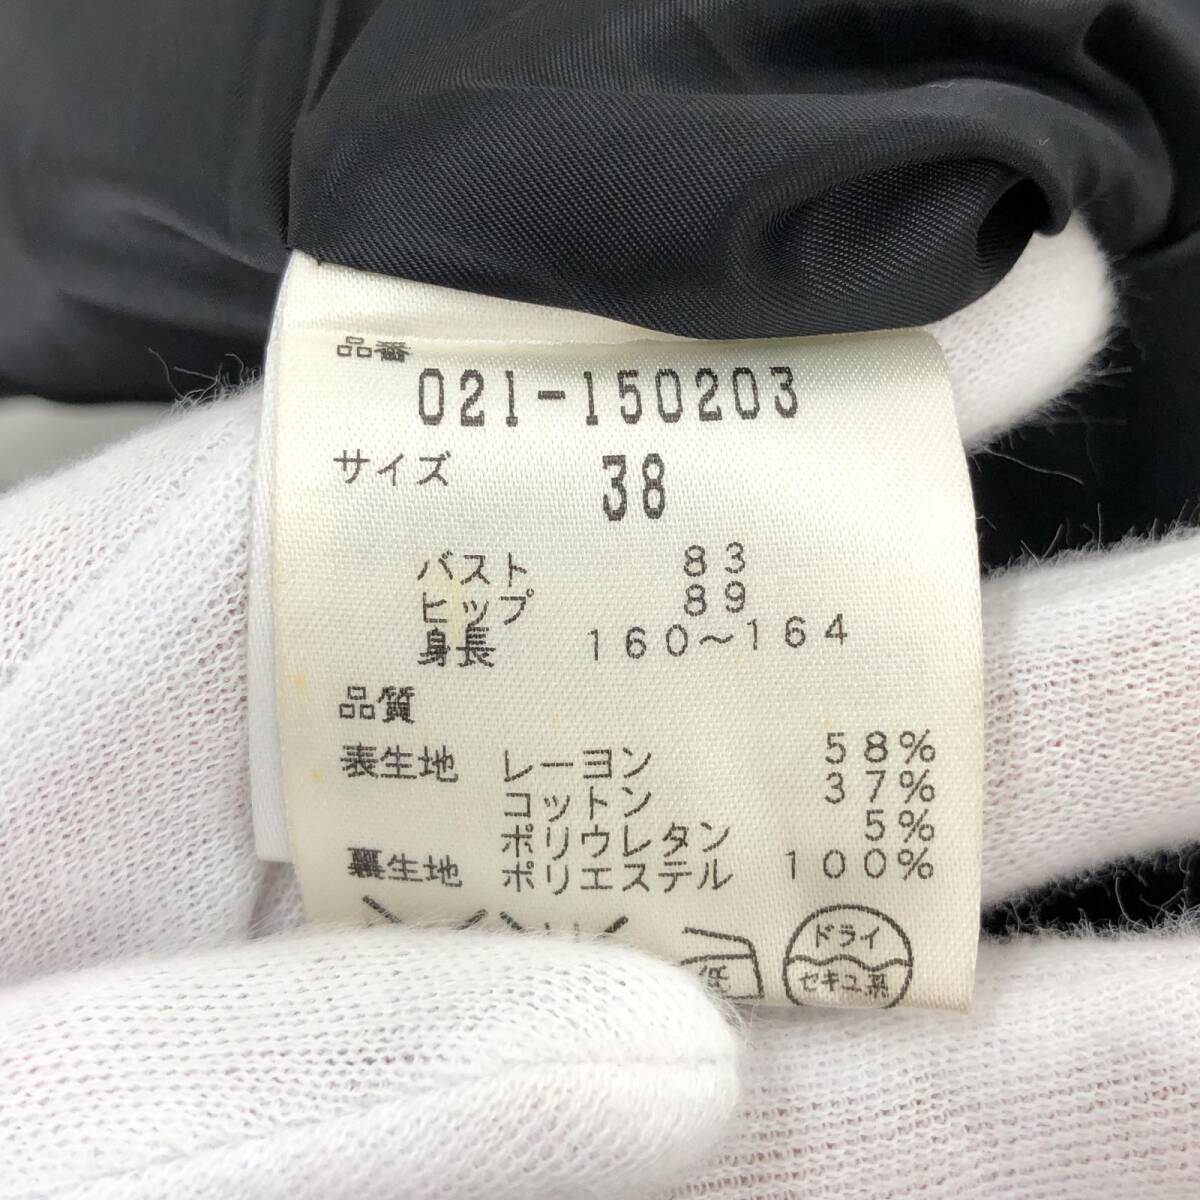 品番
021-150203
サイズ 38
バスト 83
ヒップ 89
身長 160～164
品質
表生地 レーヨン 58%
コットン 37%
ポリウレタン 5%
裏生地 ポリエステル 100%
低
ドライ
セキユ系